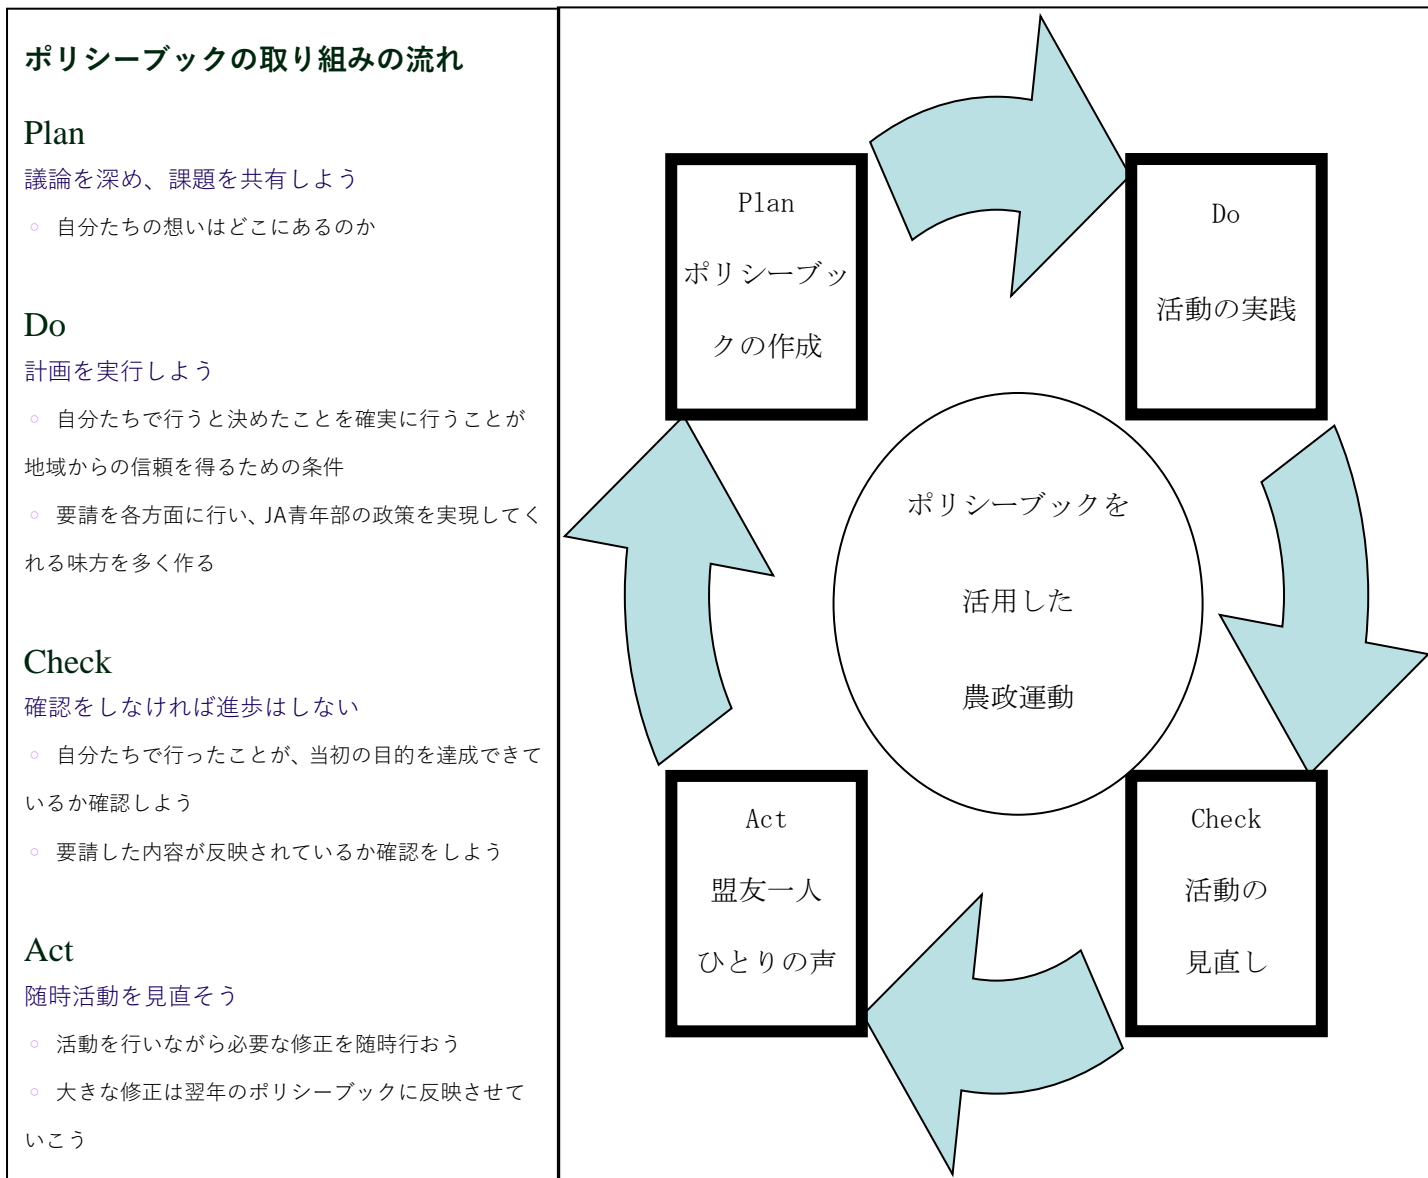 ポリシーブックの取り組みの流れ
Plan
議論を深め、課題を共有しよう
◦ 自分たちの想いはどこにあるのか
Do
計画を実行しよう
◦ 自分たちで行うと決めたことを確実に行うことが
地域からの信頼を得るための条件
◦ 要請を各方面に行い、JA青年部の政策を実現してく
れる味方を多く作る
Check
確認をしなければ進歩はしない
◦ 自分たちで行ったことが、当初の目的を達成できて
いるか確認しよう
◦ 要請した内容が反映されているか確認をしよう
Act
随時活動を見直そう
◦ 活動を行いながら必要な修正を随時行おう
◦ 大きな修正は翌年のポリシーブックに反映させて
いこう
Plan
ポリシーブッ
クの作成
Do
活動の実践
ポリシーブックを
活用した
農政運動
Act
盟友一人
ひとりの声
Check
活動の
見直し